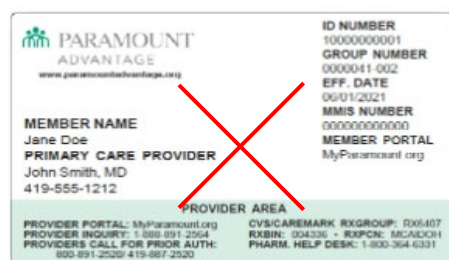 PARAMOUNT
ADVANTAGE
www.paramountadvantage.org
ID NUMBER
10000000001
GROUP NUMBER
0000041-002
EFF. DATE
06/01/2021
MMIS NUMBER
000000000000
MEMBER PORTAL
MyParamount.org
MEMBER NAME
Jane Doe
PRIMARY CARE PROVIDER
John Smith, MD
419-555-1212
PROVIDER AREA
PROVIDER PORTAL: MyParamount.org
PROVIDER INQUIRY: 1-888-891-2564
PROVIDERS CALL FOR PRIOR AUTH:
800-891-2520/ 419-887-2520
CVS/CAREMARK RXGROUP: RX6407
RXBIN: 004336 - RXPCN: MCAIDOH
PHARM. HELP DESK: 1-800-364-6331